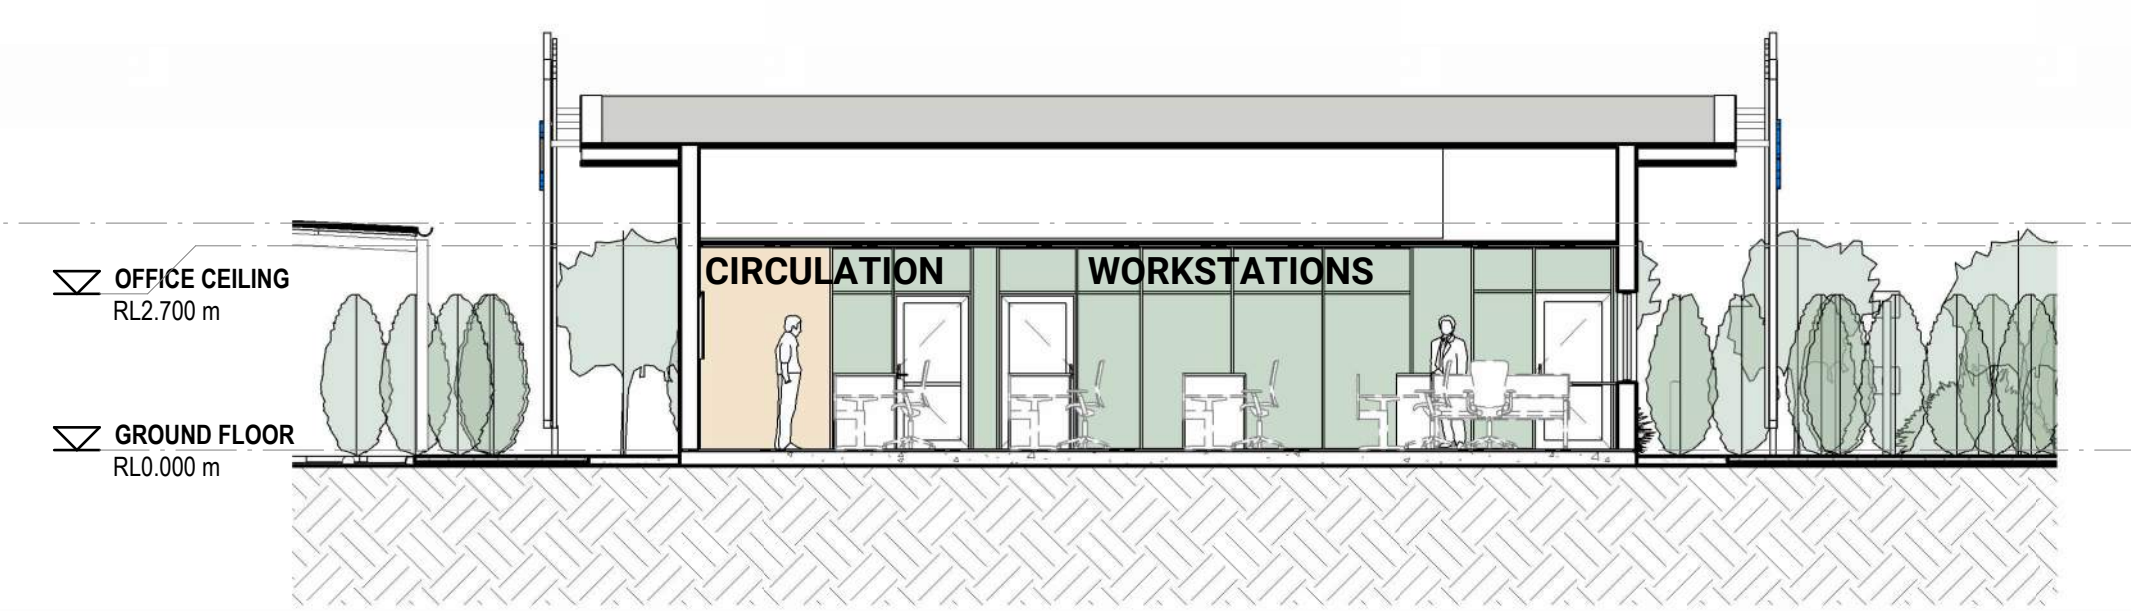 CIRCULATION WORKSTATIONS
OFFICE CEILING
RL2.700 m
GROUND FLOOR
RL0.000 m